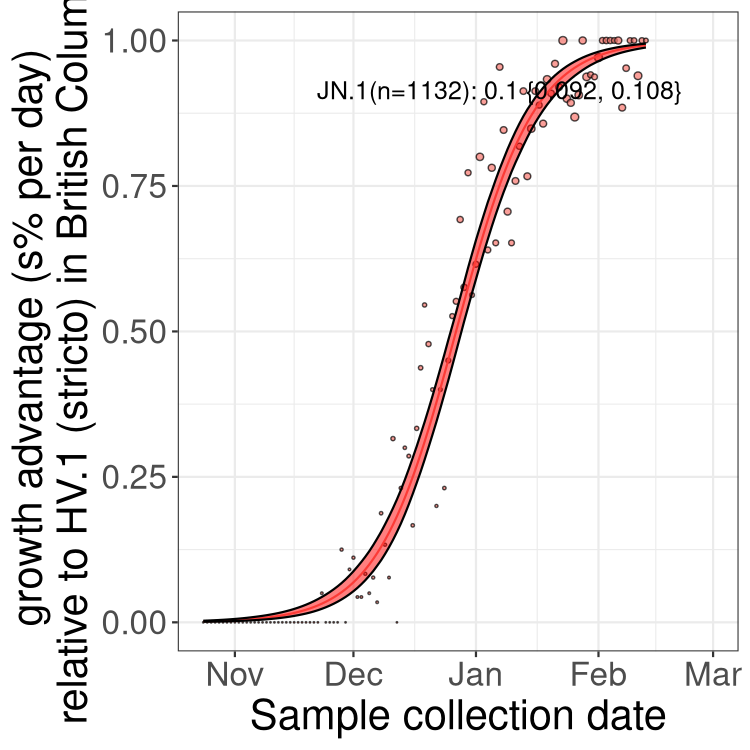 growth advantage (s% per day)
relative to HV.1 (stricto) in British Colum
1.00
0.75
0.50
0.25
0.00
JN.1(n=1132): 0.1 {0.092, 0.108}
Nov Dec Jan Feb Mar
Sample collection date